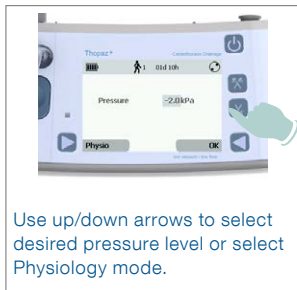 Thopaz+
Cardiothoracic Drainage
1 01d 10h
Pressure -2.0kPa
Physio OK
Use up/down arrows to select
desired pressure level or select
Physiology mode.